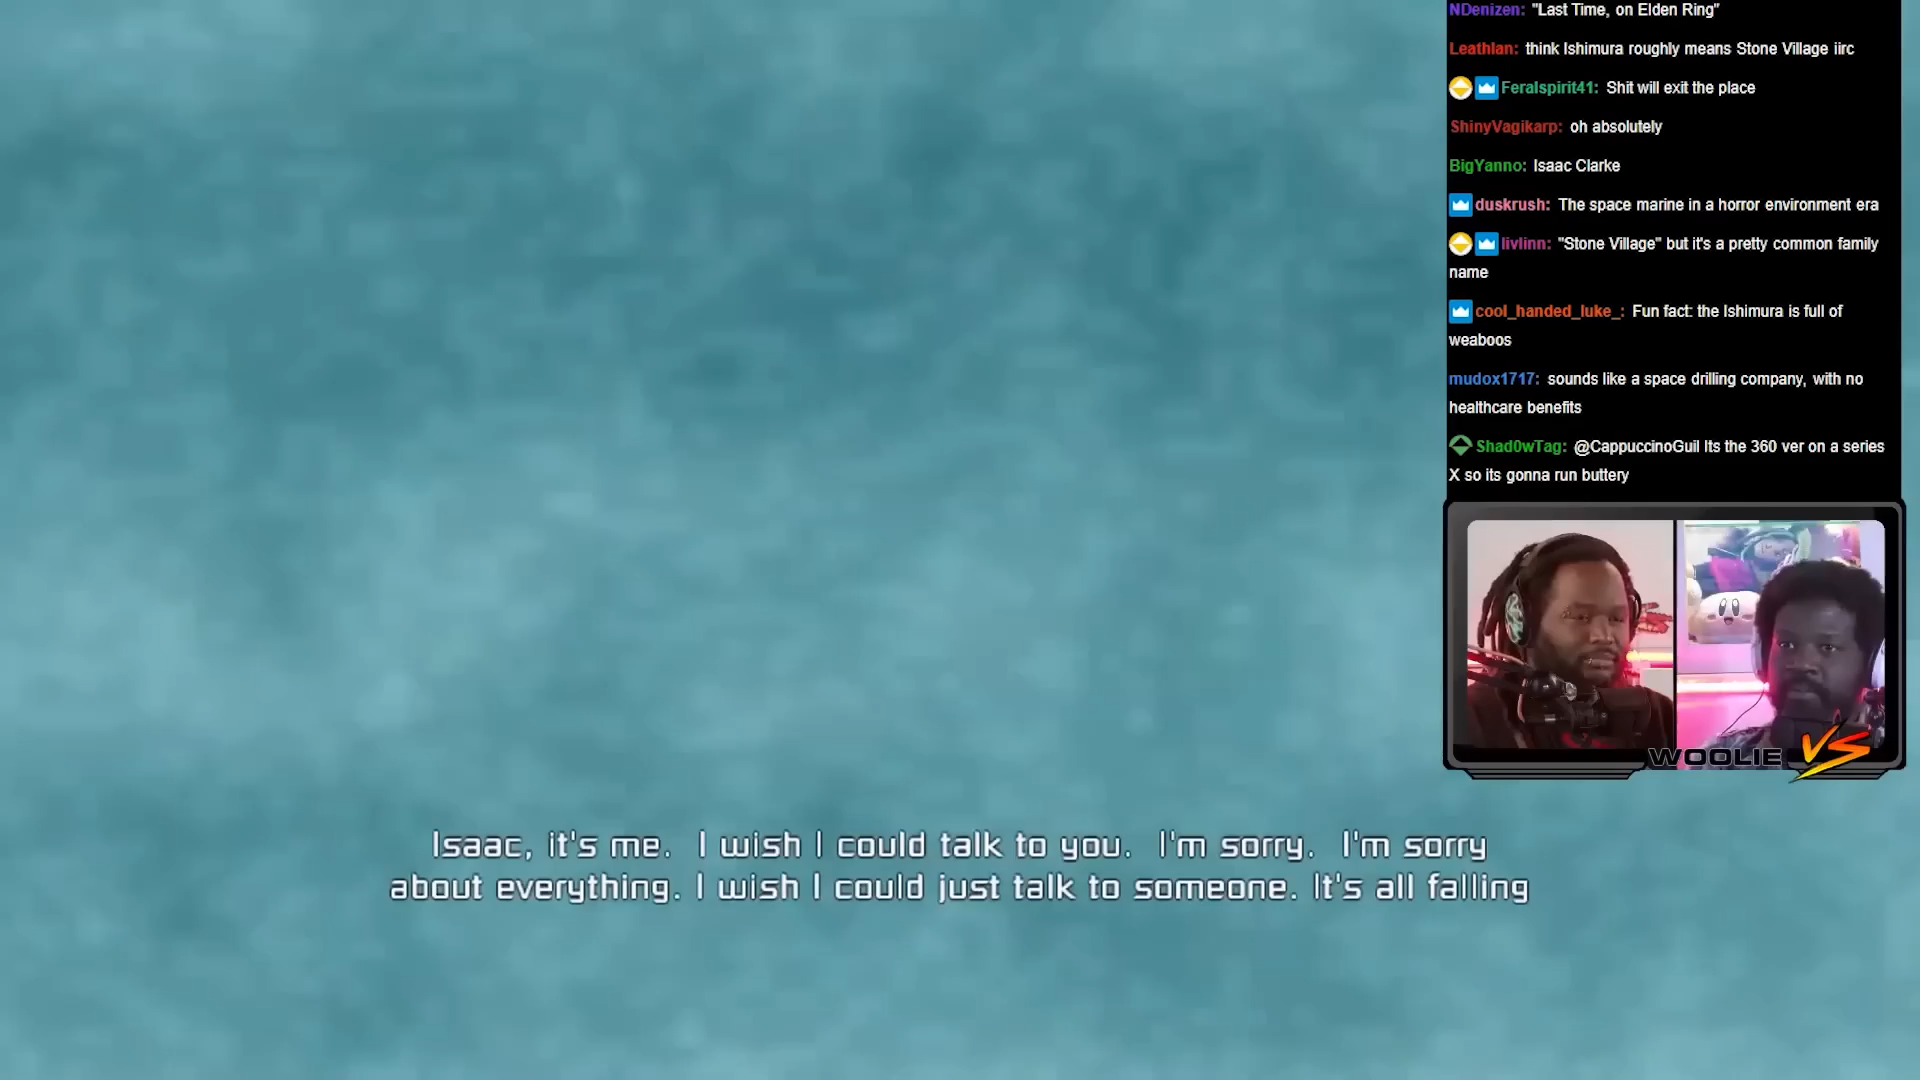 NDenizen: "Last Time, on Elden Ring"
Leathlan: think Ishimura roughly means Stone Village iirc
Feralspirit41: Shit will exit the place
ShinyVagikarp: oh absolutely
BigYanno: Isaac Clarke
duskrush: The space marine in a horror environment era
livlinn: "Stone Village" but it's a pretty common family
name
cool_handed_luke_: Fun fact: the Ishimura is full of
weaboos
mudox1717: sounds like a space drilling company, with no
healthcare benefits
Shad0wTag: @CappuccinoGuil Its the 360 ver on a series
X so its gonna run buttery
WOOLIE VS
Isaac, it's me. I wish I could talk to you. I'm sorry. I'm sorry
about everything. I wish I could just talk to someone. It's all falling